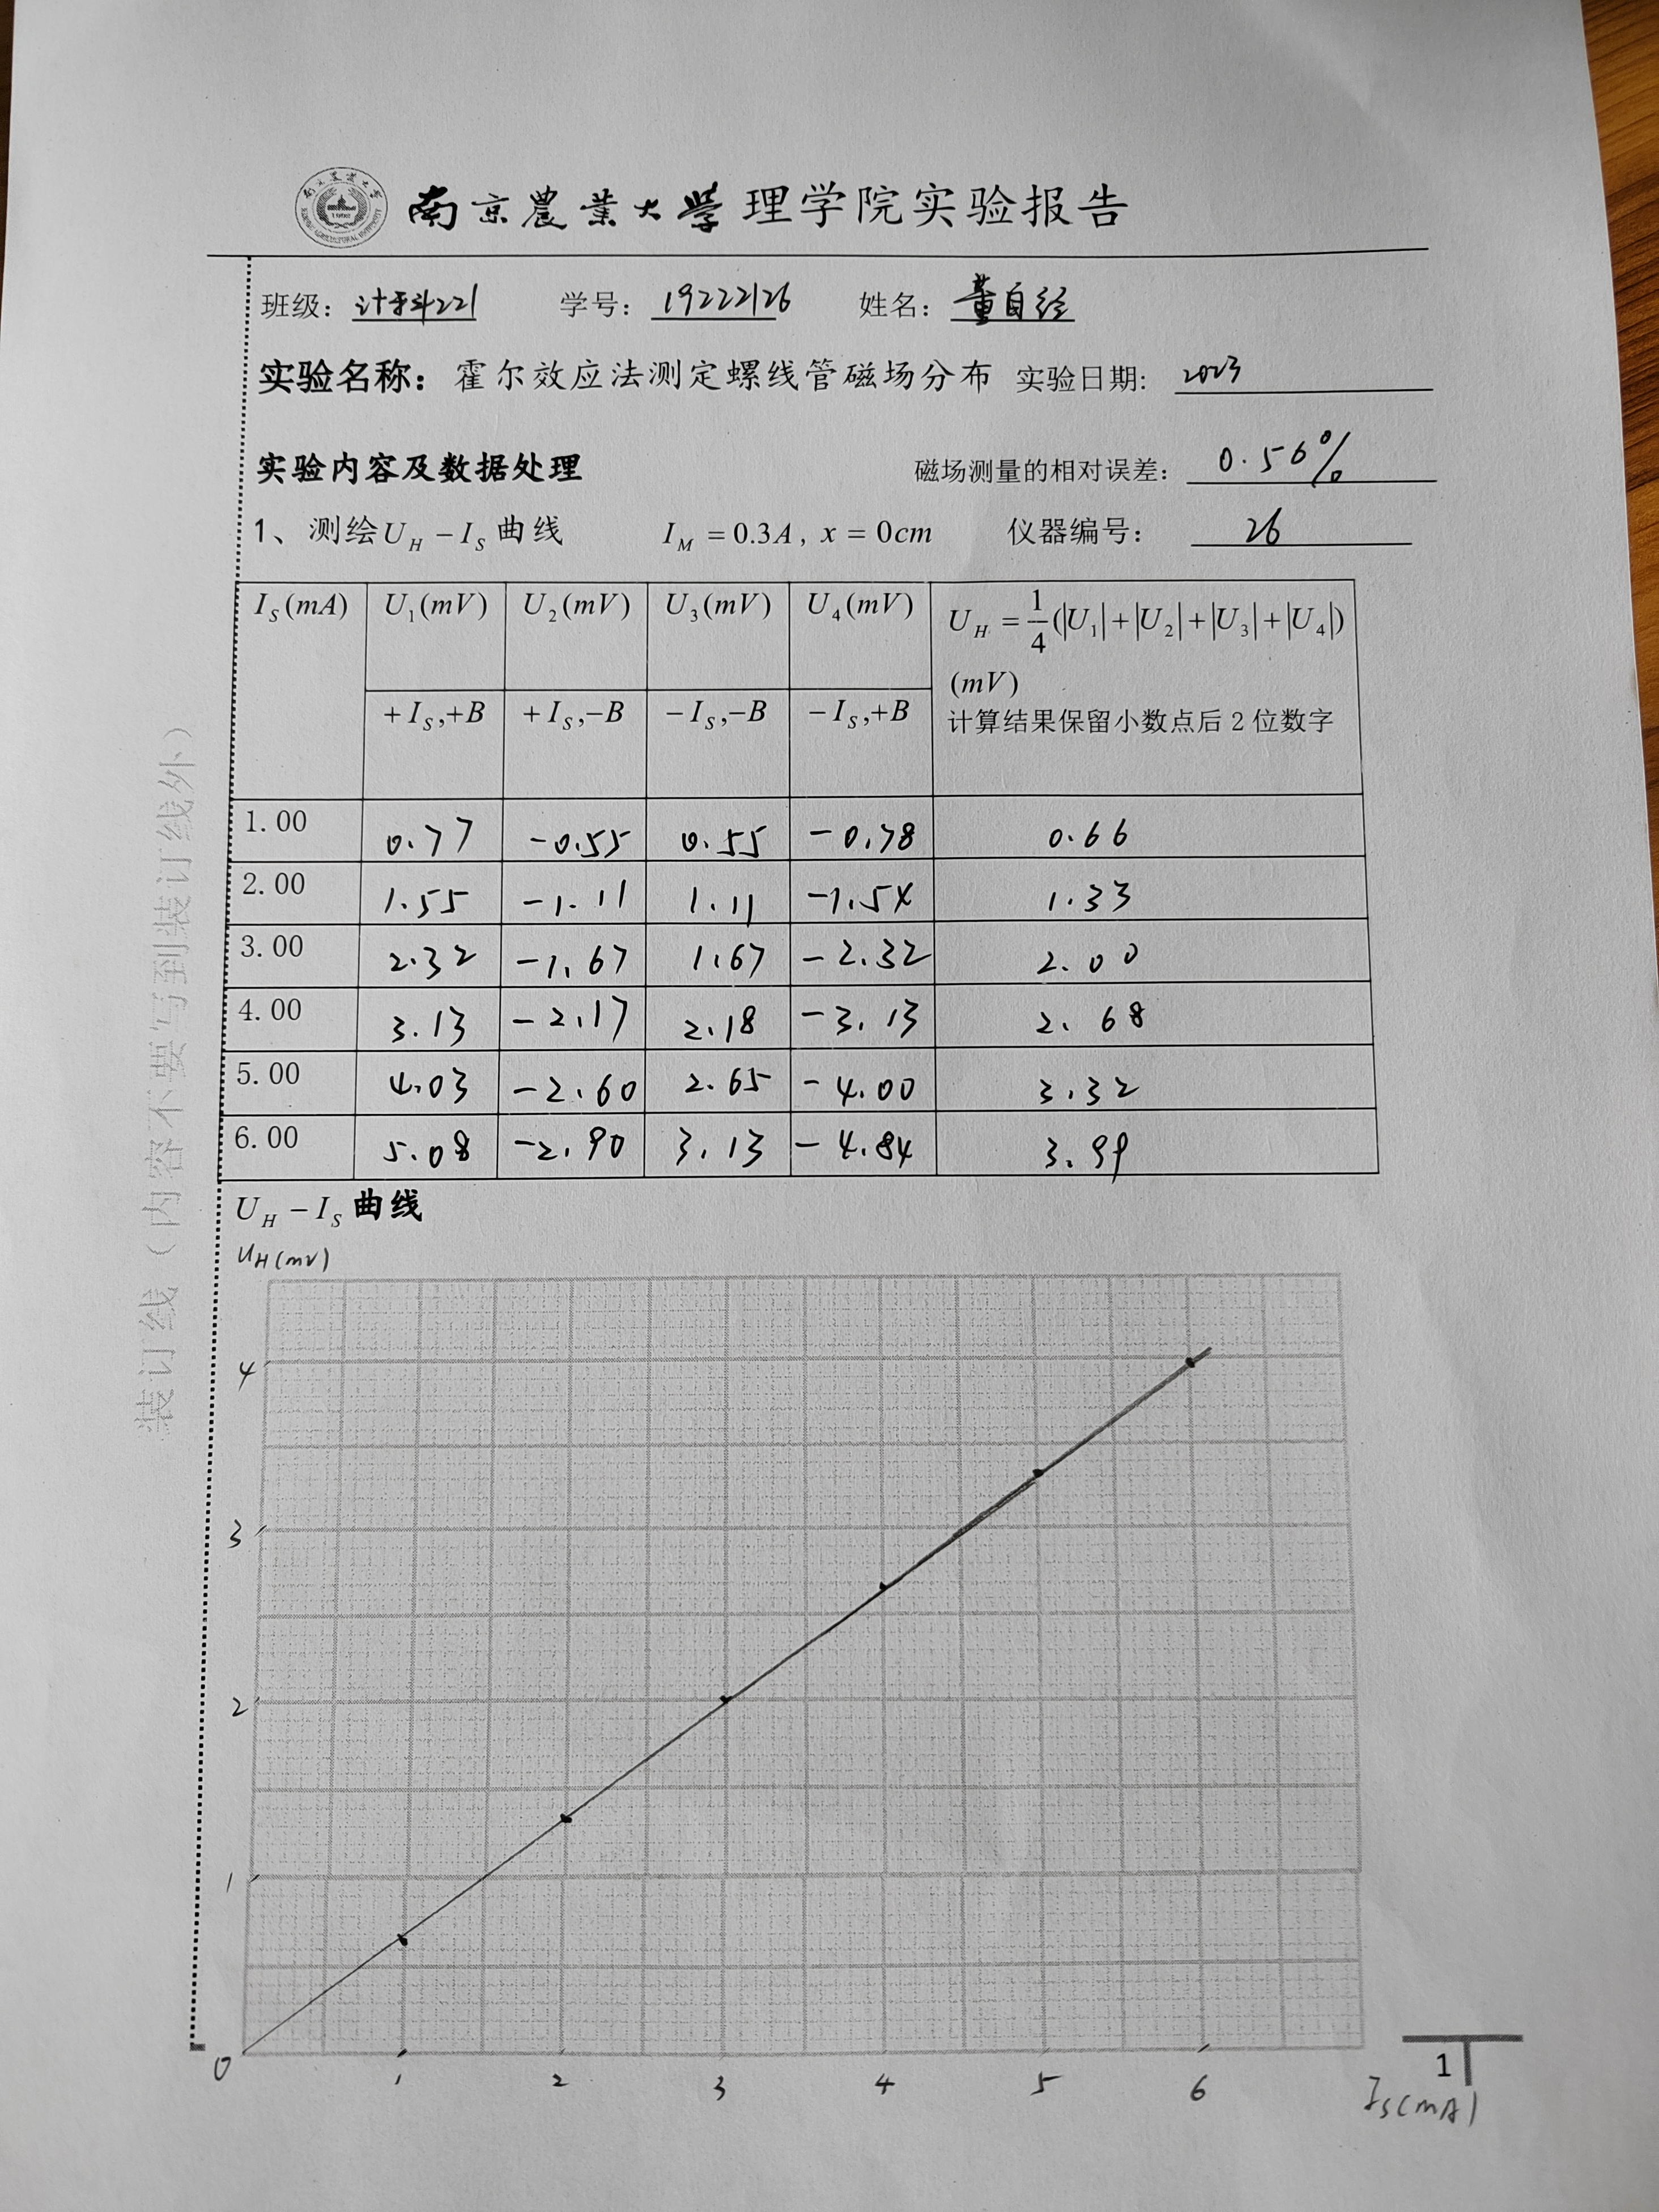 南京農業大學理学院实验报告
班级：计科221 学号：19222126 姓名：董自经
实验名称：霍尔效应法测定螺线管磁场分布 实验日期：2023
实验内容及数据处理 磁场测量的相对误差：0.56%
1、测绘U_H－I_S曲线 I_M＝0.3A，x＝0cm 仪器编号：26
I_S(mA) U_1(mV) U_2(mV) U_3(mV) U_4(mV) U_H＝1/4(|U_1|+|U_2|+|U_3|+|U_4|)
(mV)
+I_S,+B +I_S,−B −I_S,−B −I_S,+B 计算结果保留小数点后2位数字
1.00 0.77 -0.55 0.55 -0.78 0.66
2.00 1.55 -1.11 1.11 -1.54 1.33
3.00 2.32 -1.67 1.67 -2.32 2.00
4.00 3.13 -2.17 2.18 -3.13 2.68
5.00 4.03 -2.60 2.65 -4.00 3.32
6.00 5.08 -2.90 3.13 -4.84 3.99
装订线（内容不要写到装订线外）
U_H－I_S曲线
U_H(mV)
4
3
2
1
0 1 2 3 4 5 6 I_S(mA)
1